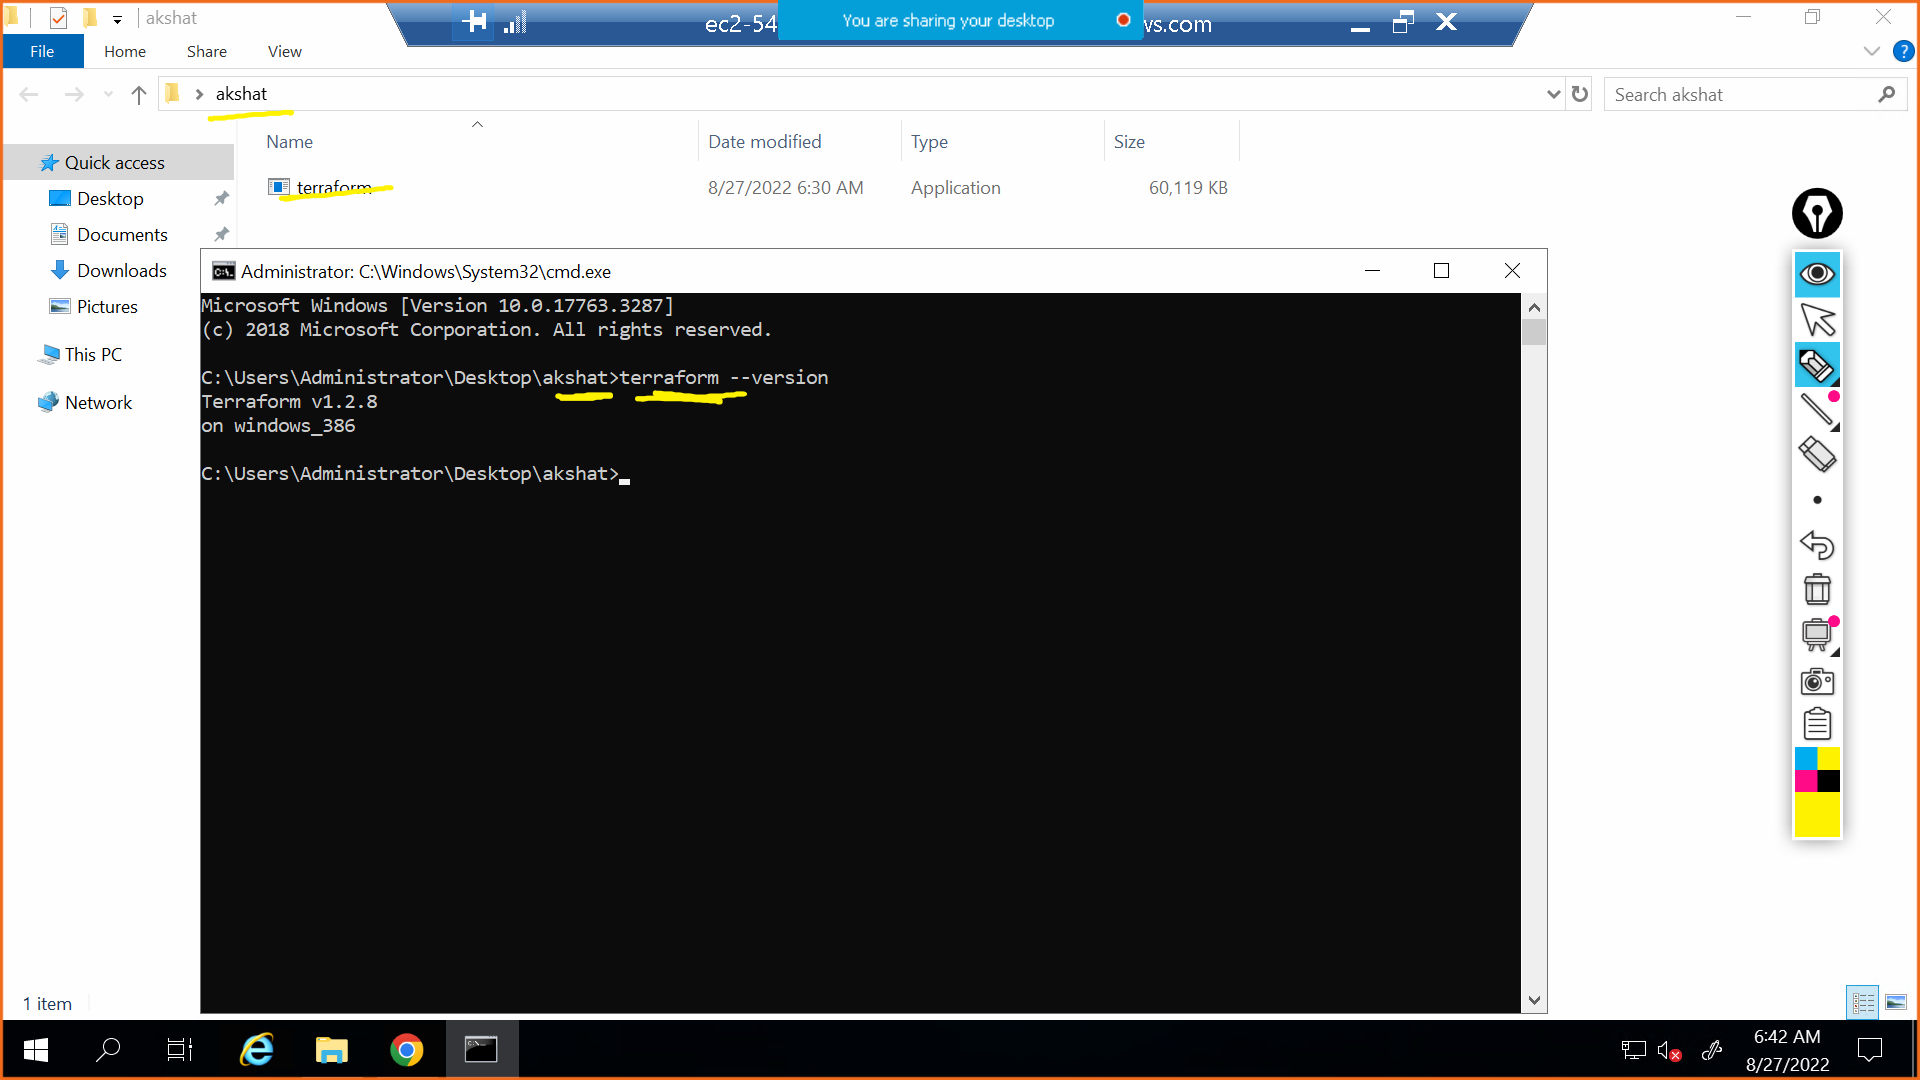 akshat
ec2-54
You are sharing your desktop
ws.com
File
Home
Share
View
?
akshat
Search akshat
Name
Date modified
Type
Size
Quick access
Desktop
Documents
Downloads
Pictures
This PC
Network
terraform
8/27/2022 6:30 AM
Application
60,119 KB
Administrator: C:\Windows\System32\cmd.exe
Microsoft Windows [Version 10.0.17763.3287]
(c) 2018 Microsoft Corporation. All rights reserved.
C:\Users\Administrator\Desktop\akshat>terraform --version
Terraform v1.2.8
on windows_386
C:\Users\Administrator\Desktop\akshat>
1 item
6:42 AM
8/27/2022